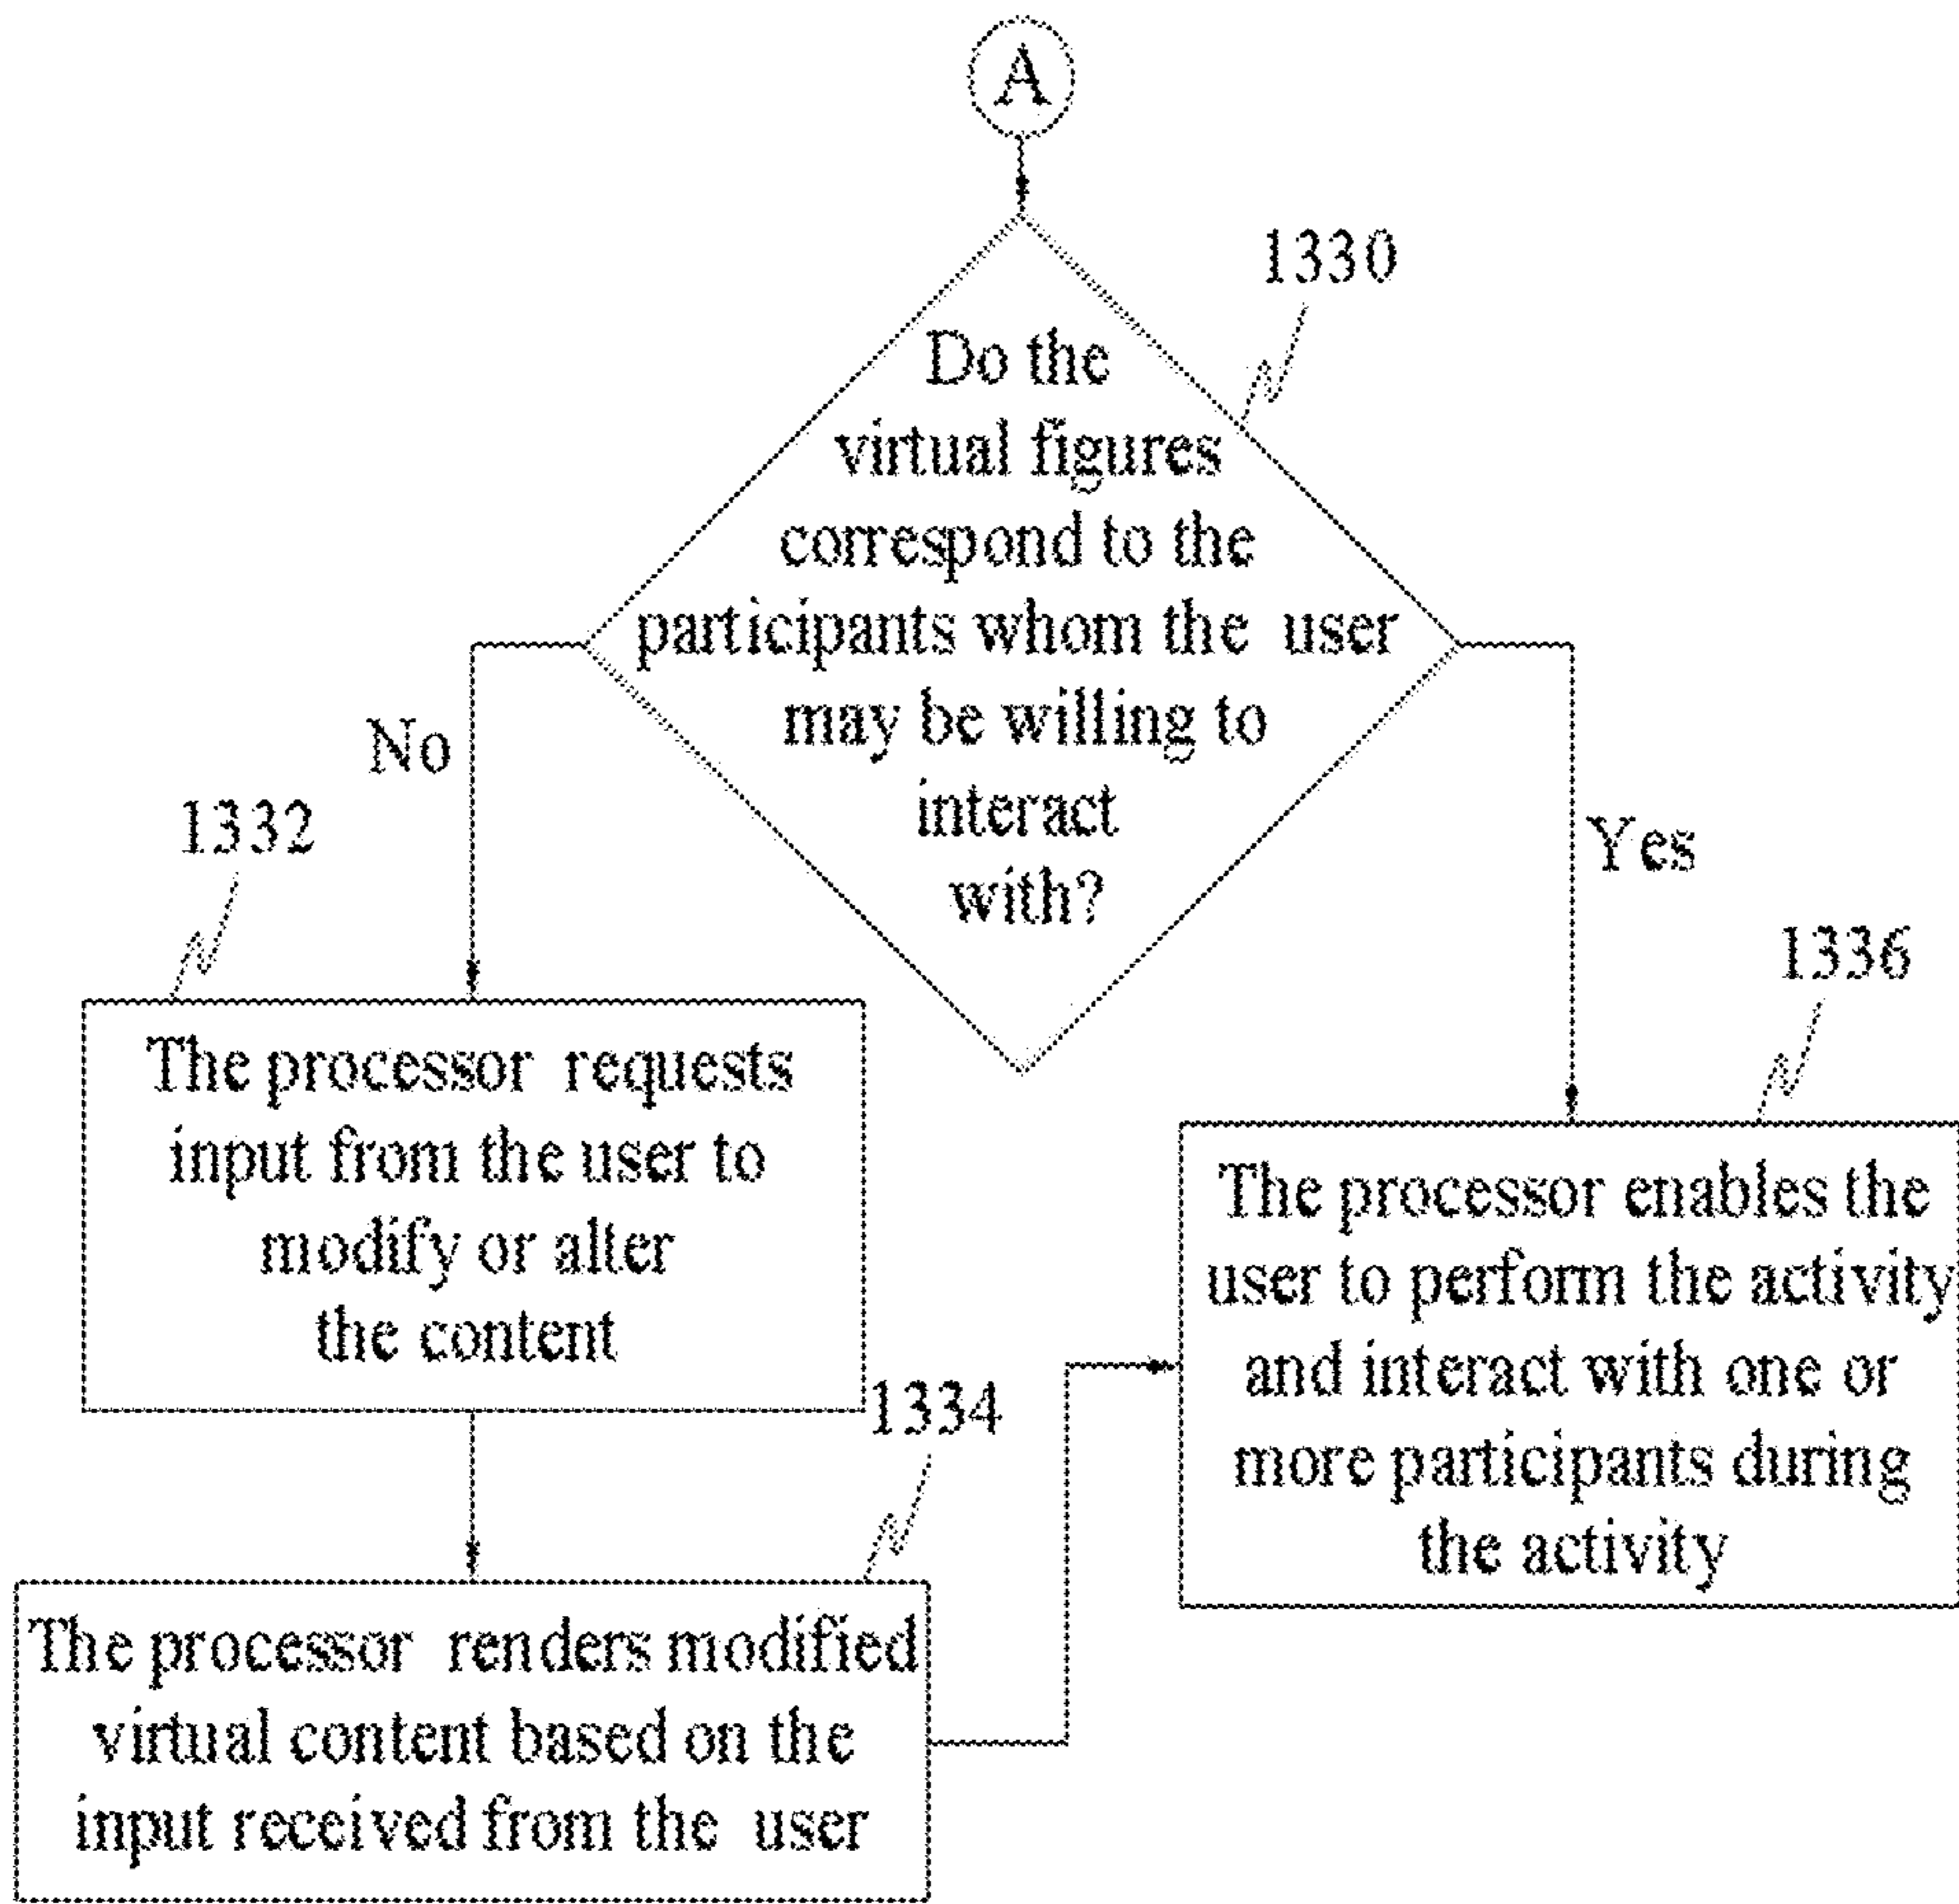 A
1330
Do the
virtual figures
correspond to the
participants whom the user
may be willing to
interact
with?
No
Yes
1332
The processor requests
input from the user to
modify or alter
the content
1336
The processor enables the
user to perform the activity
and interact with one or
more participants during
the activity
1334
The processor renders modified
virtual content based on the
input received from the user